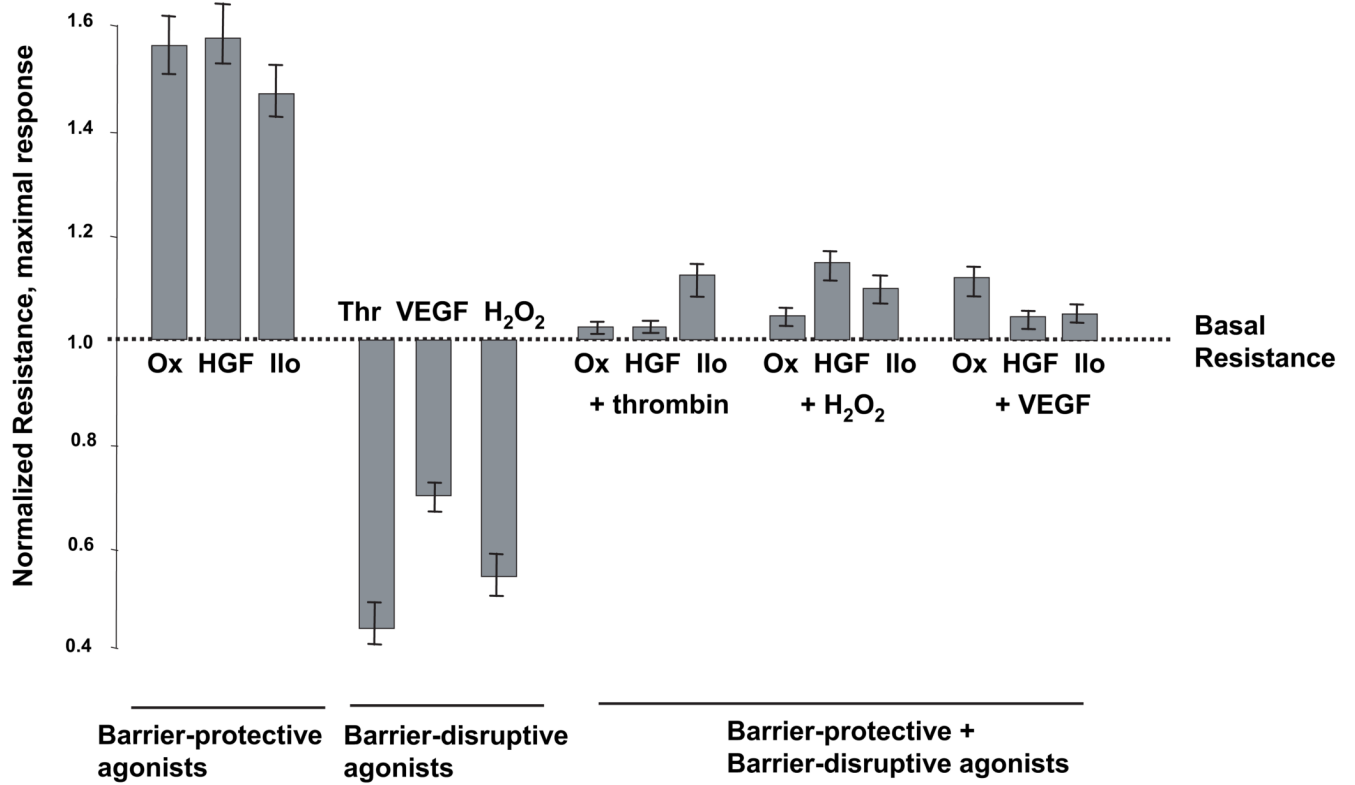 Normalized Resistance, maximal response
1.6
1.4
1.2
1.0
0.8
0.6
0.4
Ox HGF Ilo
Thr VEGF H2O2
Ox HGF Ilo
+ thrombin
Ox HGF Ilo
+ H2O2
Ox HGF Ilo
+ VEGF
Basal
Resistance
Barrier-protective
agonists
Barrier-disruptive
agonists
Barrier-protective +
Barrier-disruptive agonists